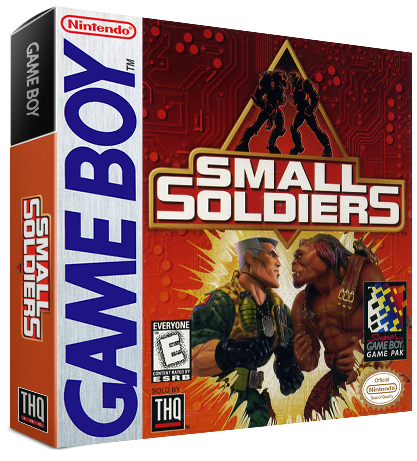 GAME BOY
SMALL
SOLDIERS
THQ
Nintendo
GAME BOY
TM
SMALL
SOLDIERS
EVERYONE
E
CONTENT RATED BY
ESRB
SOLD BY
THQ
Super
GAME BOY
GAME PAK
Official
Nintendo
Seal of Quality